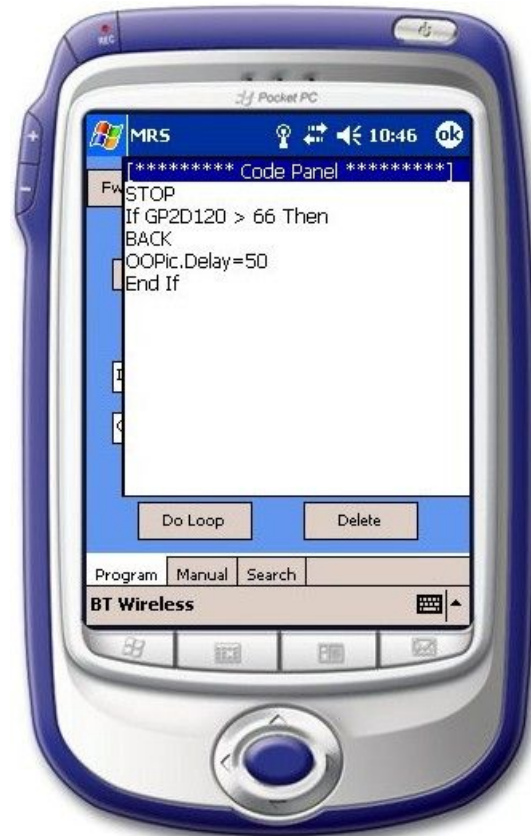 REC
Pocket PC
MRS 10:46 ok
[********* Code Panel *********]
Fw
STOP
If GP2D120 > 66 Then
BACK
OOPic.Delay=50
End If
Do Loop Delete
Program Manual Search
BT Wireless